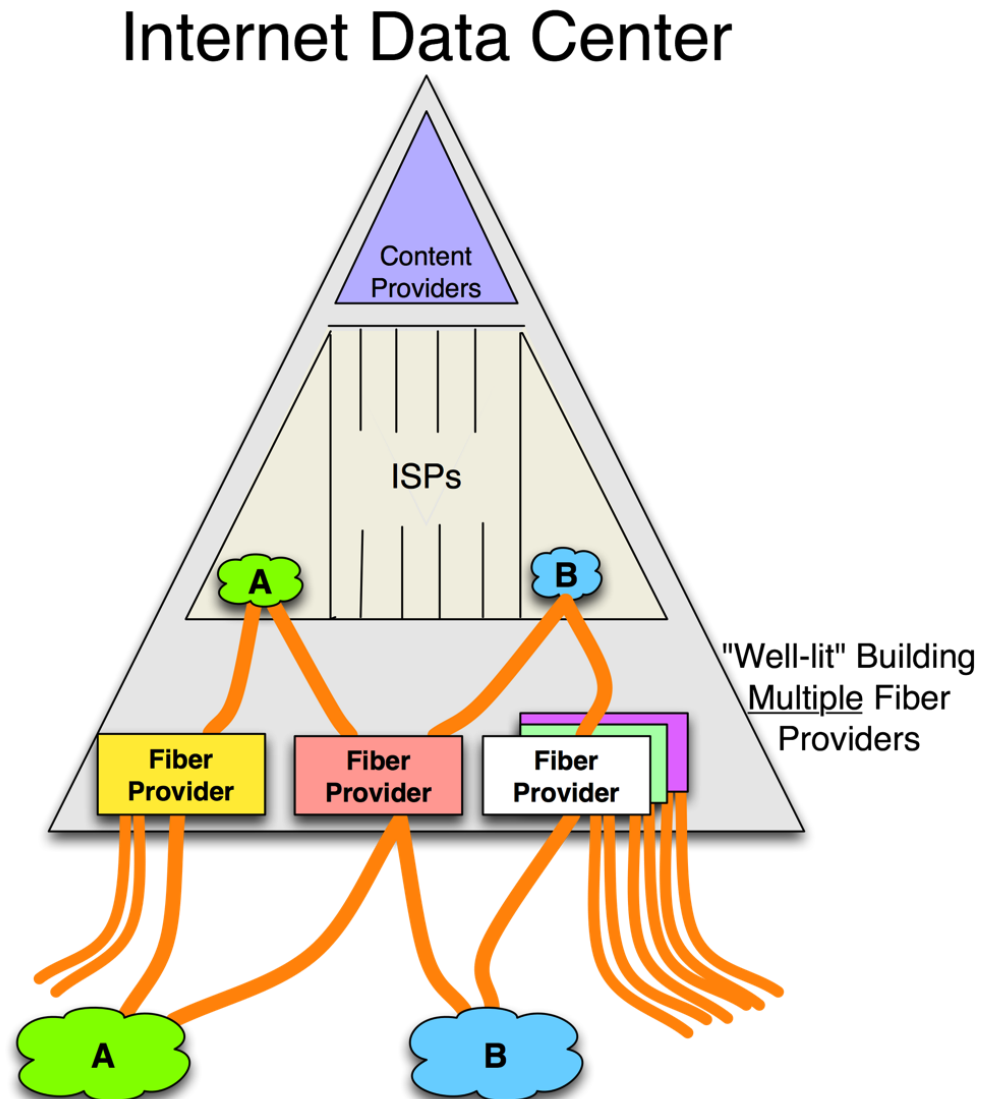 Internet Data Center
Content
Providers
ISPs
A
B
"Well-lit" Building
Multiple Fiber
Providers
Fiber
Provider
Fiber
Provider
Fiber
Provider
A
B